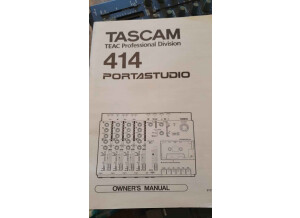 TASCAM
TEAC Professional Division
414
PORTASTUDIO
OWNER'S MANUAL